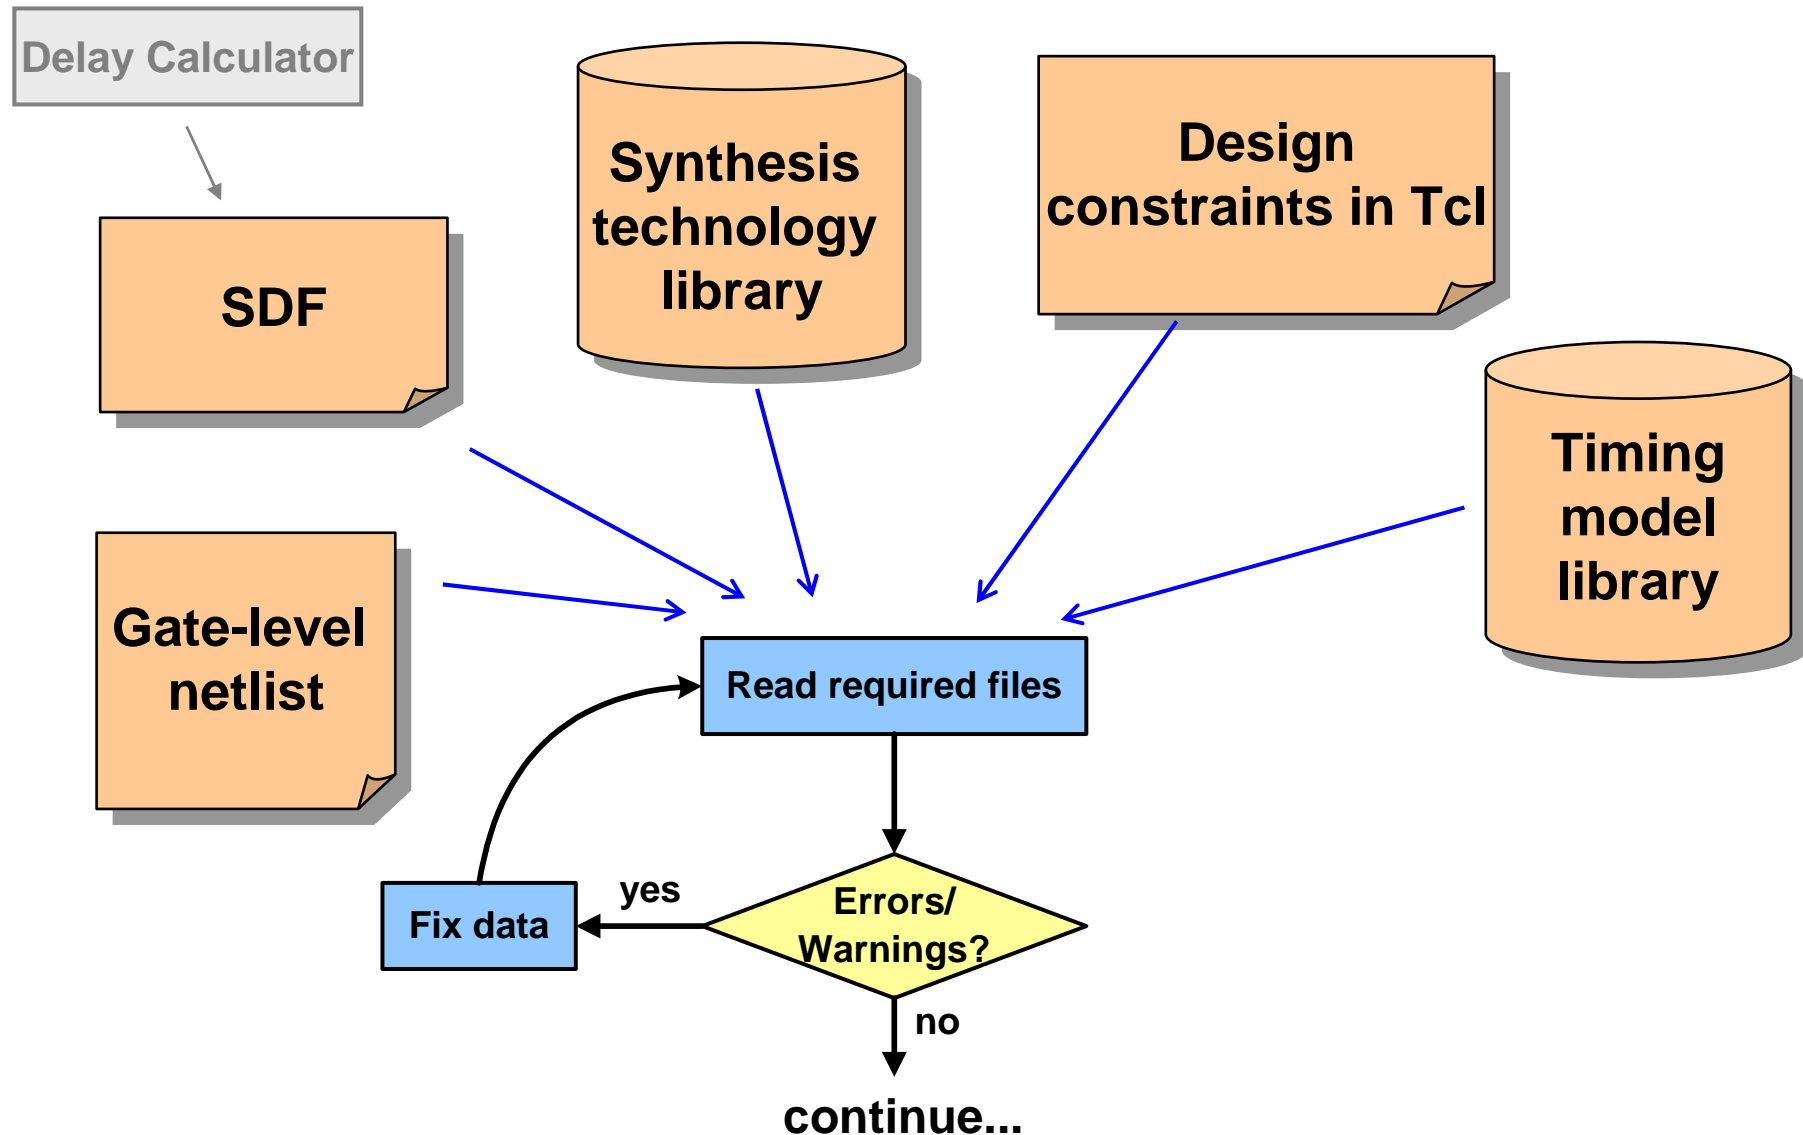 Delay Calculator
SDF
Synthesis
technology
library
Design
constraints in Tcl
Timing
model
library
Gate-level
netlist
Read required files
Fix data
yes
Errors/
Warnings?
no
continue...